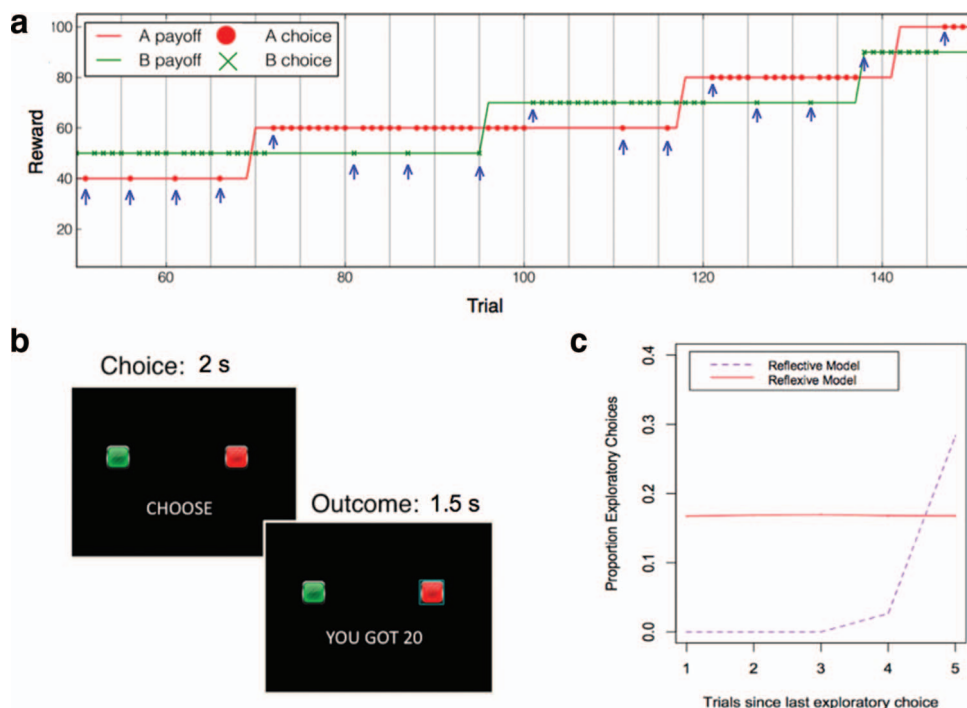 a
A payoff
A choice
B payoff
B choice
100
80
60
40
20
Reward
60
80
100
120
140
Trial
b
Choice: 2 s
CHOOSE
Outcome: 1.5 s
YOU GOT 20
c
Reflective Model
Reflexive Model
0.4
0.3
0.2
0.1
0.0
Proportion Exploratory Choices
1
2
3
4
5
Trials since last exploratory choice